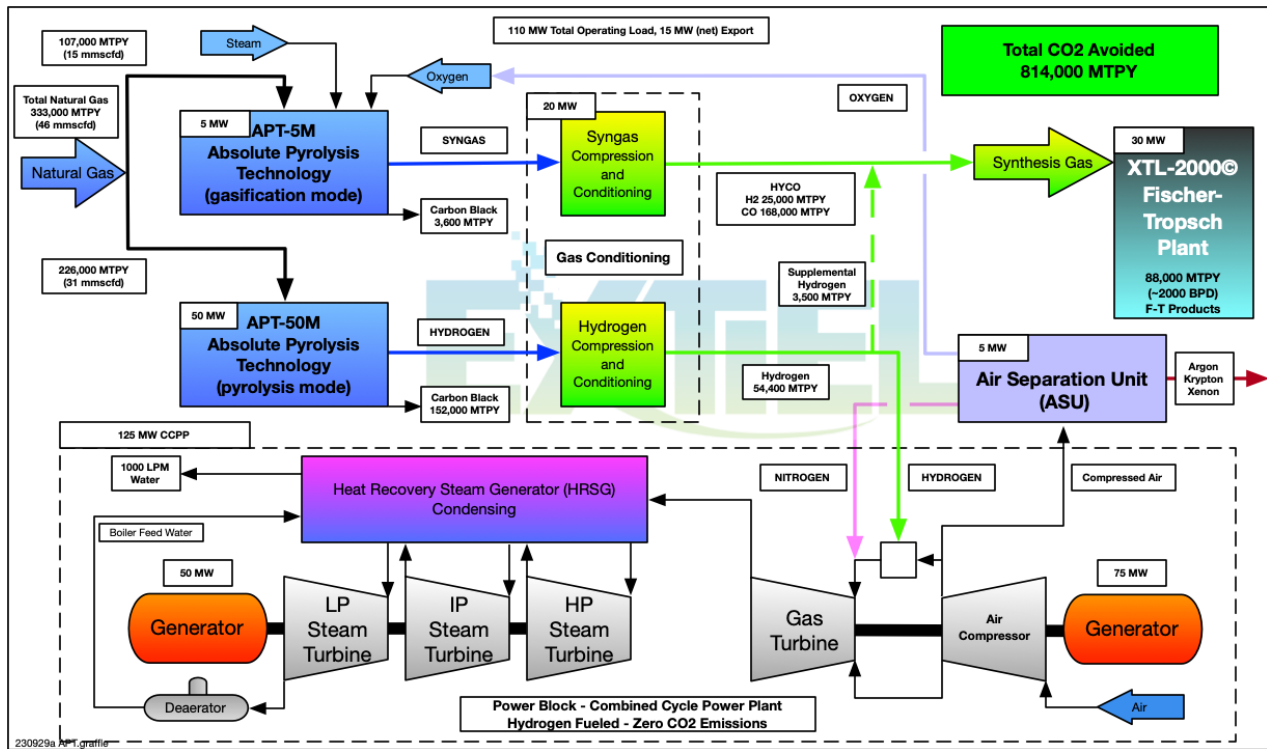 107,000 MTPY
(15 mmscfd)
Steam
110 MW Total Operating Load, 15 MW (net) Export
Total CO2 Avoided
814,000 MTPY
Oxygen
OXYGEN
Total Natural Gas
333,000 MTPY
(46 mmscfd)
Natural Gas
5 MW
APT-5M
Absolute Pyrolysis
Technology
(gasification mode)
SYNGAS
20 MW
Syngas
Compression
and
Conditioning
Synthesis Gas
30 MW
XTL-2000©
Fischer-
Tropsch
Plant
88,000 MTPY
(~2000 BPD)
F-T Products
HYCO
H2 25,000 MTPY
CO 168,000 MTPY
Carbon Black
3,600 MTPY
Gas Conditioning
226,000 MTPY
(31 mmscfd)
Supplemental
Hydrogen
3,500 MTPY
50 MW
APT-50M
Absolute Pyrolysis
Technology
(pyrolysis mode)
HYDROGEN
Hydrogen
Compression
and
Conditioning
EXTEL
Hydrogen
54,400 MTPY
5 MW
Air Separation Unit
(ASU)
Argon
Krypton
Xenon
Carbon Black
152,000 MTPY
125 MW CCPP
1000 LPM
Water
Heat Recovery Steam Generator (HRSG)
Condensing
NITROGEN
HYDROGEN
Compressed Air
Boiler Feed Water
50 MW
Generator
LP
Steam
Turbine
IP
Steam
Turbine
HP
Steam
Turbine
Gas
Turbine
Air
Compressor
75 MW
Generator
Deaerator
Power Block - Combined Cycle Power Plant
Hydrogen Fueled - Zero CO2 Emissions
Air
230929a APT.graffle